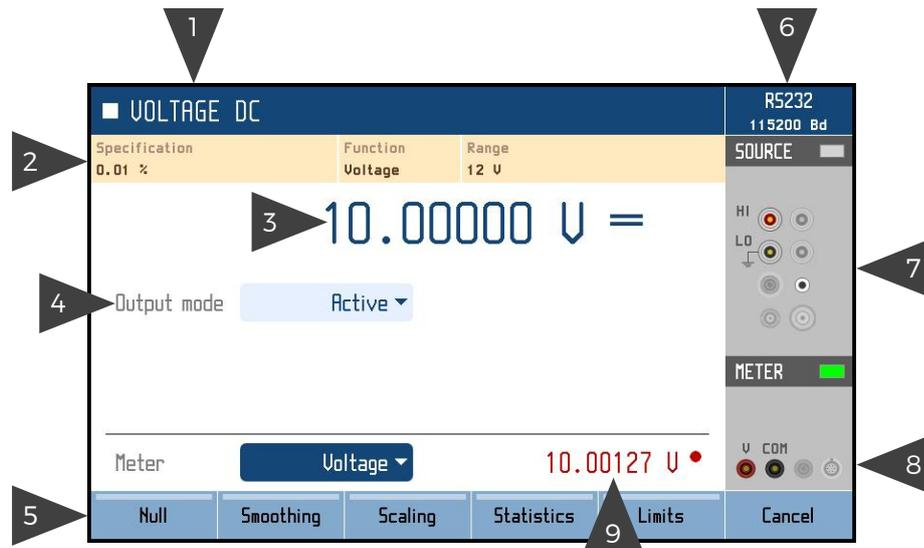 1
6
VOLTAGE DC
RS232
115200 Bd
2
Specification
0.01 %
Function
Voltage
Range
12 V
SOURCE
3
10.00000 V =
HI
LO
7
4
Output mode
Active
METER
Meter
Voltage
10.00127 V
V COM
8
5
Null
Smoothing
Scaling
Statistics
Limits
Cancel
9